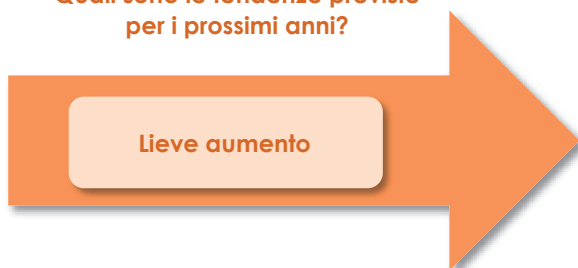 Quali sono le tendenze previste
per i prossimi anni?
Lieve aumento